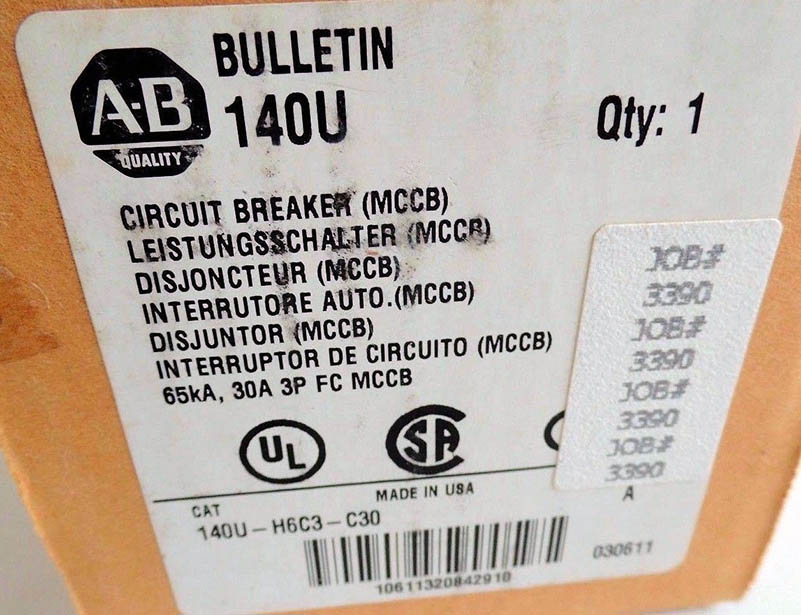 A-B
QUALITY
BULLETIN
140U
Qty: 1
CIRCUIT BREAKER (MCCB)
LEISTUNGSSCHALTER (MCCB)
DISJONCTEUR (MCCB)
INTERRUTORE AUTO.(MCCB)
DISJUNTOR (MCCB)
INTERRUPTOR DE CIRCUITO (MCCB)
65kA, 30A 3P FC MCCB
JOB#
3390
JOB#
3390
JOB#
3390
JOB#
3390
UL
SA
MADE IN USA
A
CAT
140U-H6C3-C30
10611320842910
030611